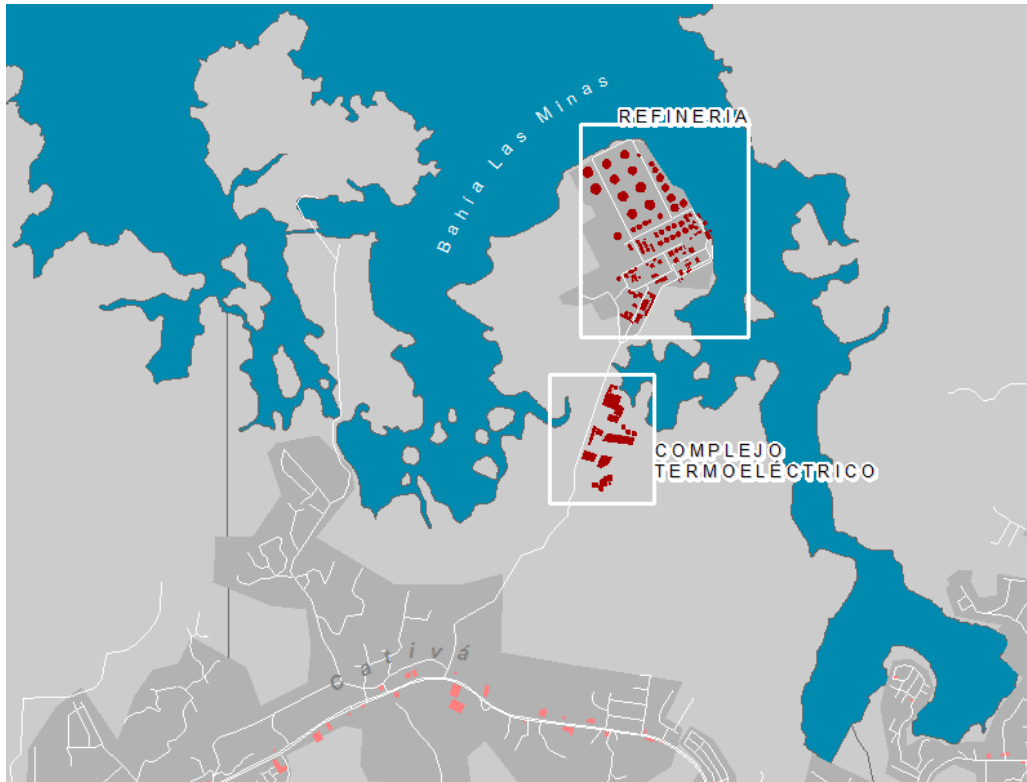 REFINERIA
Bahía Las Minas
COMPLEJO
TERMOELÉCTRICO
Cativá